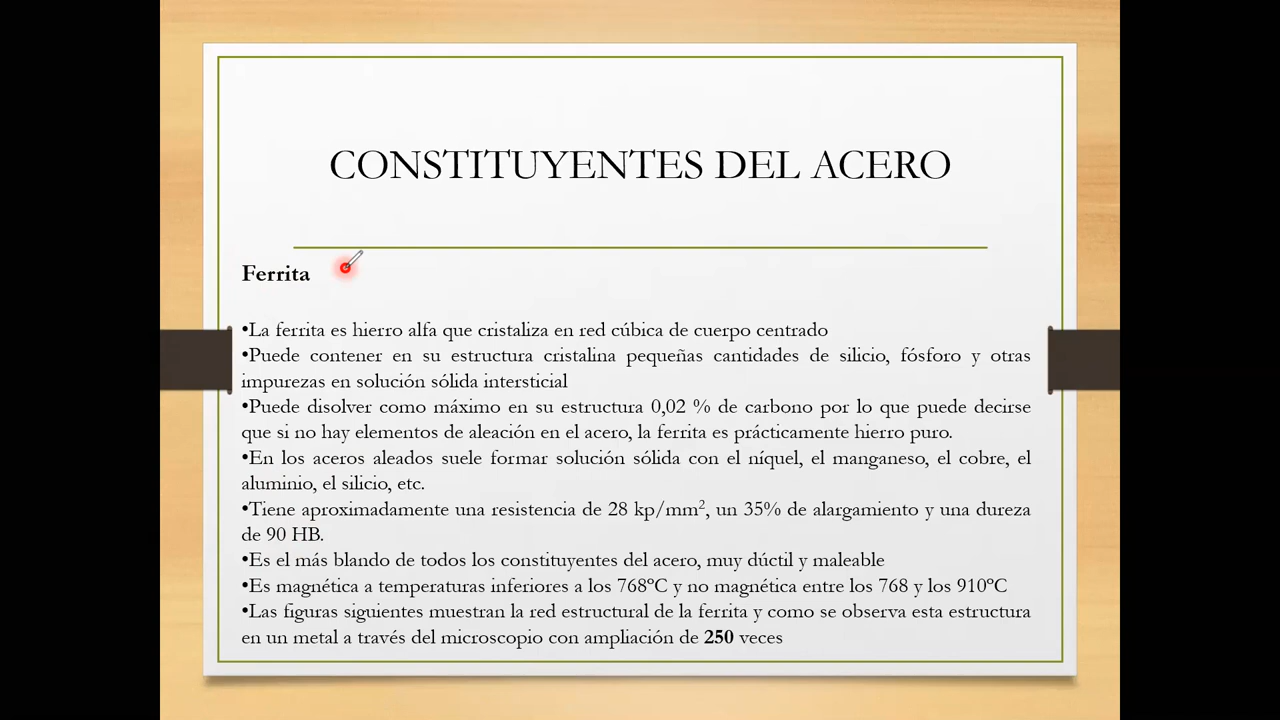 CONSTITUYENTES DEL ACERO
Ferrita
•La ferrita es hierro alfa que cristaliza en red cúbica de cuerpo centrado
•Puede contener en su estructura cristalina pequeñas cantidades de silicio, fósforo y otras
impurezas en solución sólida intersticial
•Puede disolver como máximo en su estructura 0,02 % de carbono por lo que puede decirse
que si no hay elementos de aleación en el acero, la ferrita es prácticamente hierro puro.
•En los aceros aleados suele formar solución sólida con el níquel, el manganeso, el cobre, el
aluminio, el silicio, etc.
•Tiene aproximadamente una resistencia de 28 kp/mm², un 35% de alargamiento y una dureza
de 90 HB.
•Es el más blando de todos los constituyentes del acero, muy dúctil y maleable
•Es magnética a temperaturas inferiores a los 768ºC y no magnética entre los 768 y los 910ºC
•Las figuras siguientes muestran la red estructural de la ferrita y como se observa esta estructura
en un metal a través del microscopio con ampliación de 250 veces